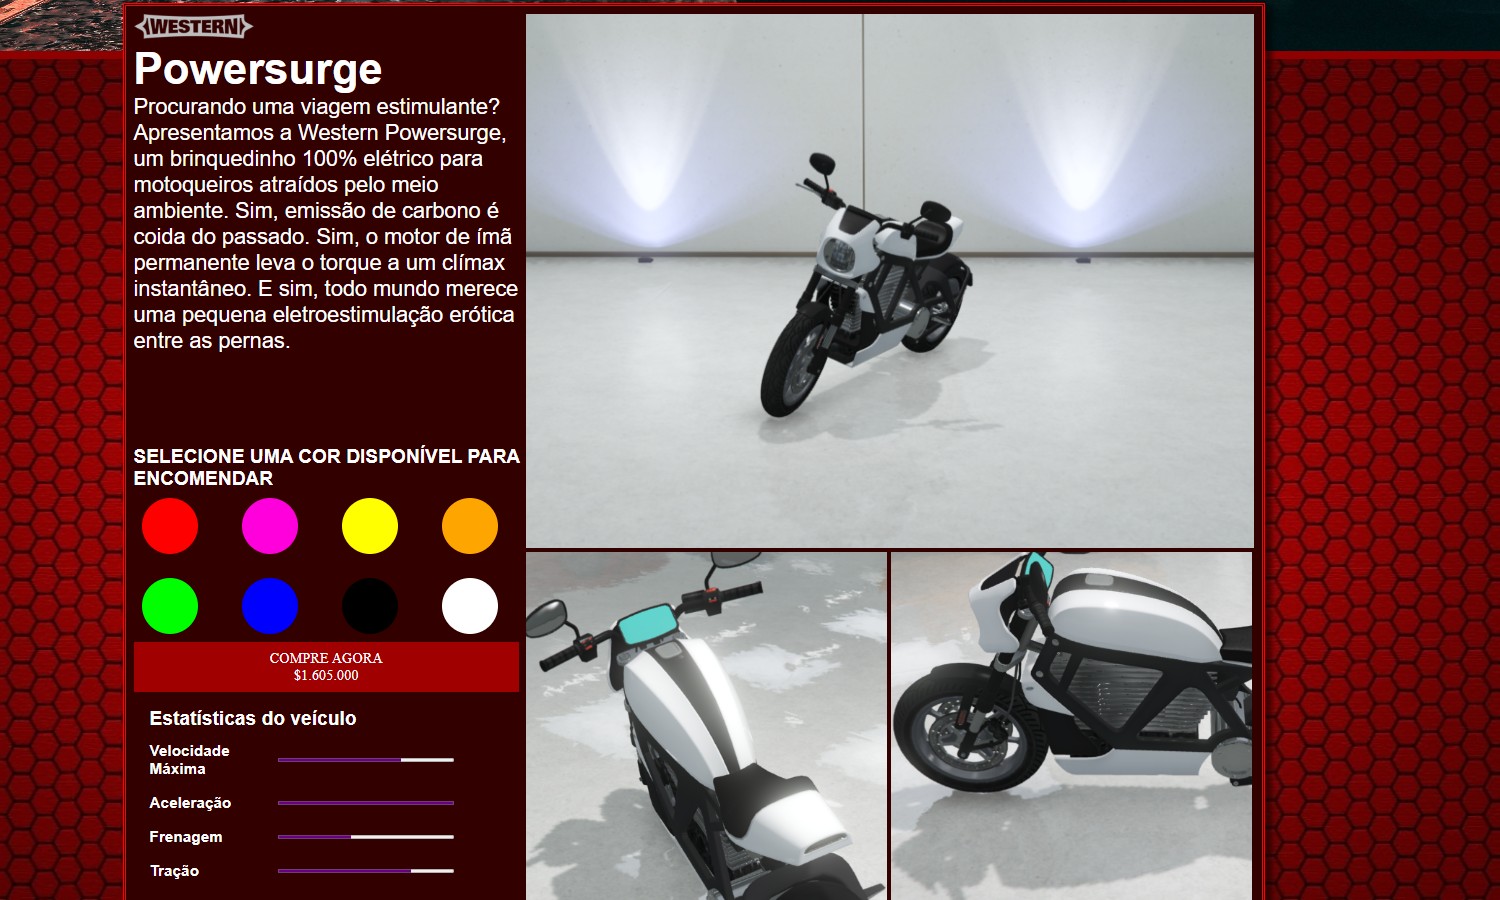 WESTERN
Powersurge
Procurando uma viagem estimulante?
Apresentamos a Western Powersurge,
um brinquedinho 100% elétrico para
motoqueiros atraídos pelo meio
ambiente. Sim, emissão de carbono é
coida do passado. Sim, o motor de ímã
permanente leva o torque a um clímax
instantâneo. E sim, todo mundo merece
uma pequena eletroestimulação erótica
entre as pernas.
SELECIONE UMA COR DISPONÍVEL PARA
ENCOMENDAR
COMPRE AGORA
$1.605.000
Estatísticas do veículo
Velocidade
Máxima
Aceleração
Frenagem
Tração